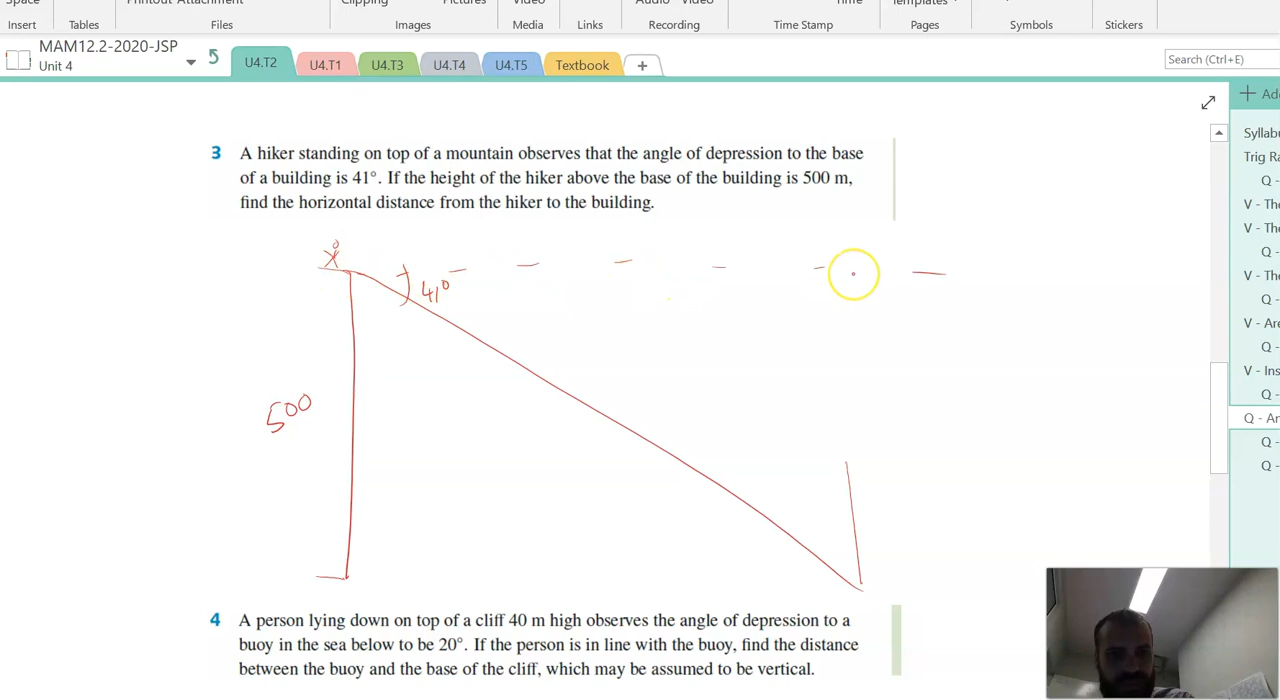 Space
Printout Attachment
Clipping
Pictures
Video
Audio
Video
Time
Templates
Insert
Tables
Files
Images
Media
Links
Recording
Time Stamp
Pages
Symbols
Stickers
MAM12.2-2020-JSP
Unit 4
U4.T2
U4.T1
U4.T3
U4.T4
U4.T5
Textbook
+
Search (Ctrl+E)
3 A hiker standing on top of a mountain observes that the angle of depression to the base
of a building is 41°. If the height of the hiker above the base of the building is 500 m,
find the horizontal distance from the hiker to the building.
41°
500
4 A person lying down on top of a cliff 40 m high observes the angle of depression to a
buoy in the sea below to be 20°. If the person is in line with the buoy, find the distance
between the buoy and the base of the cliff, which may be assumed to be vertical.
+ Ad
Syllabu
Trig Ra
Q -
V - The
V - The
Q -
V - The
Q -
V - Are
Q -
V - Ins
Q -
Q - Ar
Q -
Q -